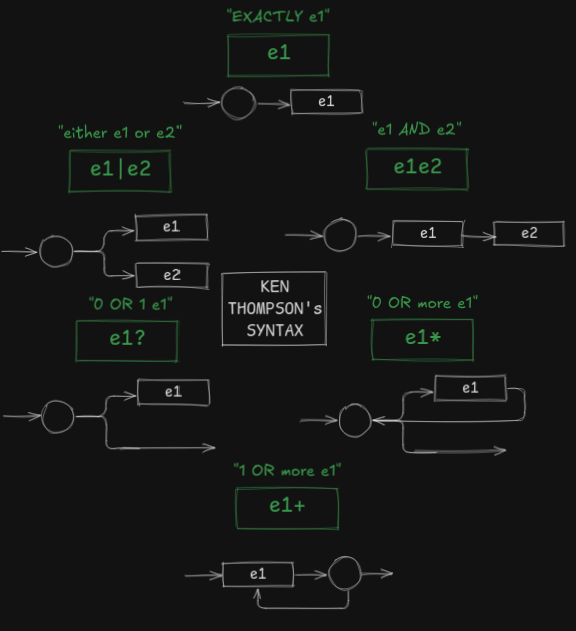 "EXACTLY e1"
e1
e1
"either e1 or e2"
e1|e2
e1
e2
"e1 AND e2"
e1e2
e1
e2
KEN
THOMPSON's
SYNTAX
"0 OR 1 e1"
e1?
e1
"0 OR more e1"
e1*
e1
"1 OR more e1"
e1+
e1